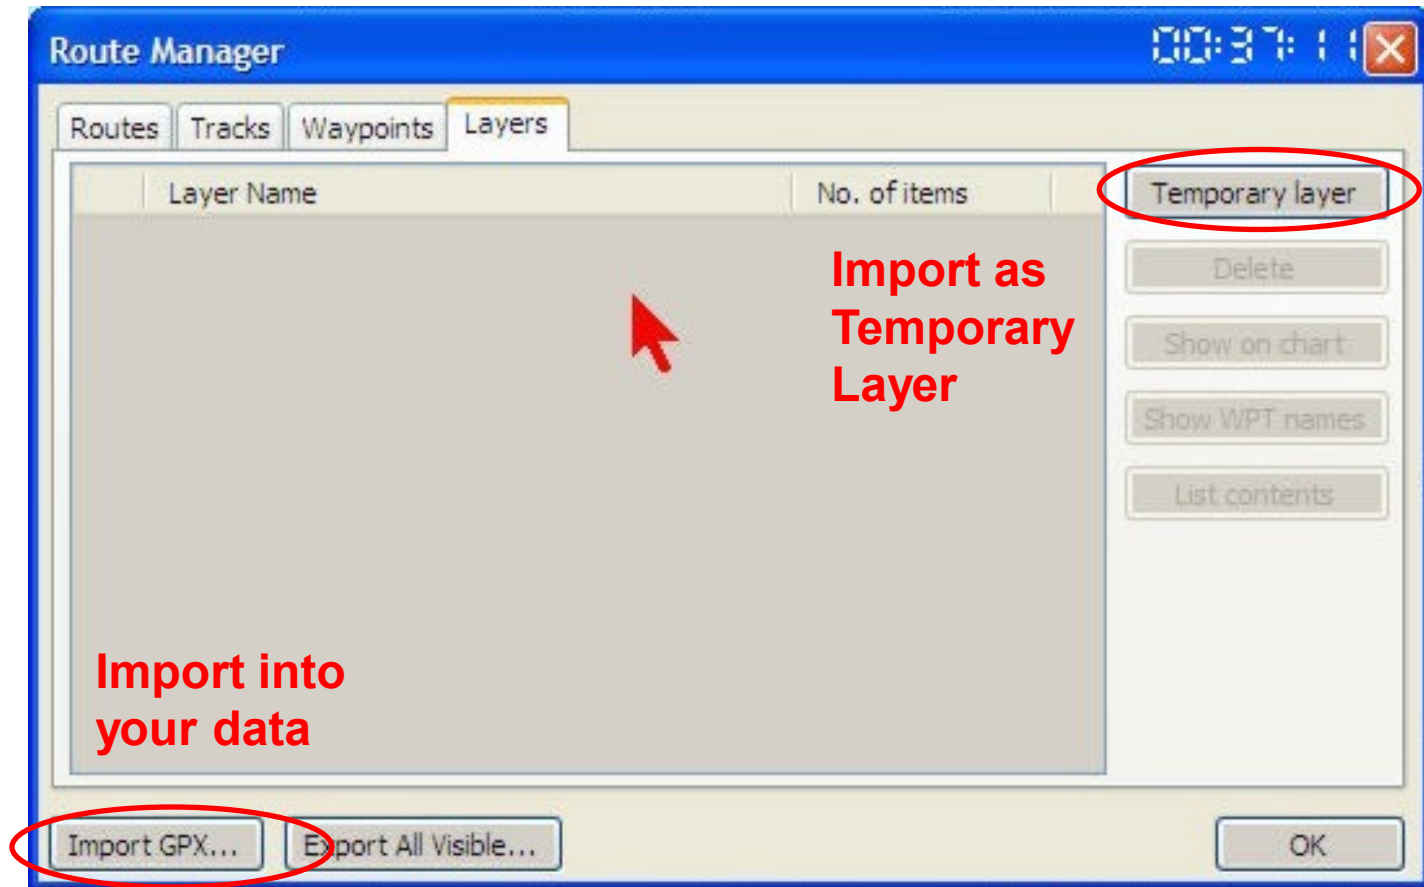 Route Manager 00:37:11
Routes Tracks Waypoints Layers
Layer Name No. of items
Temporary layer
Delete
Show on chart
Show WPT names
List contents
Import as
Temporary
Layer
Import into
your data
Import GPX... Export All Visible... OK